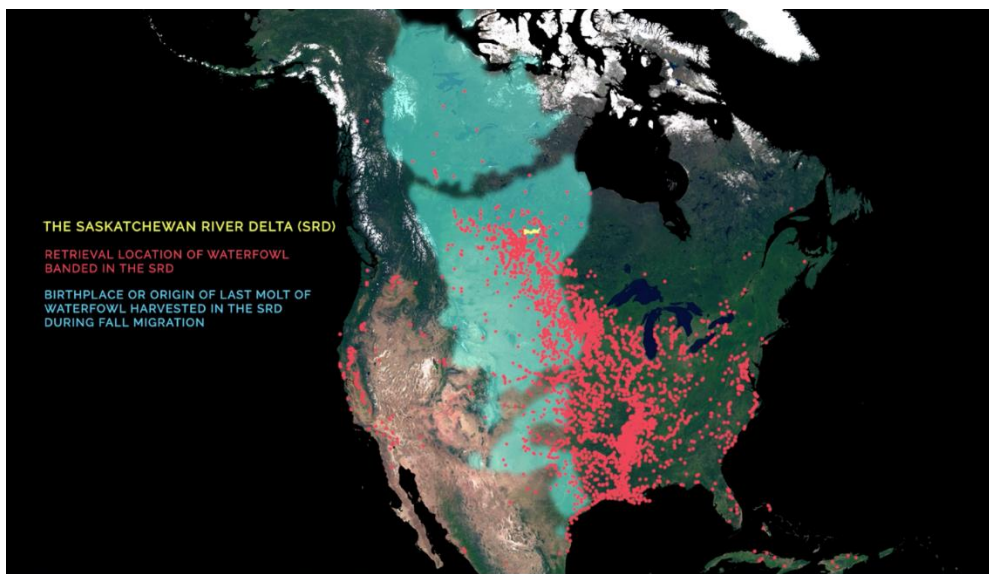 THE SASKATCHEWAN RIVER DELTA (SRD)
RETRIEVAL LOCATION OF WATERFOWL
BANDED IN THE SRD
BIRTHPLACE OR ORIGIN OF LAST MOLT OF
WATERFOWL HARVESTED IN THE SRD
DURING FALL MIGRATION